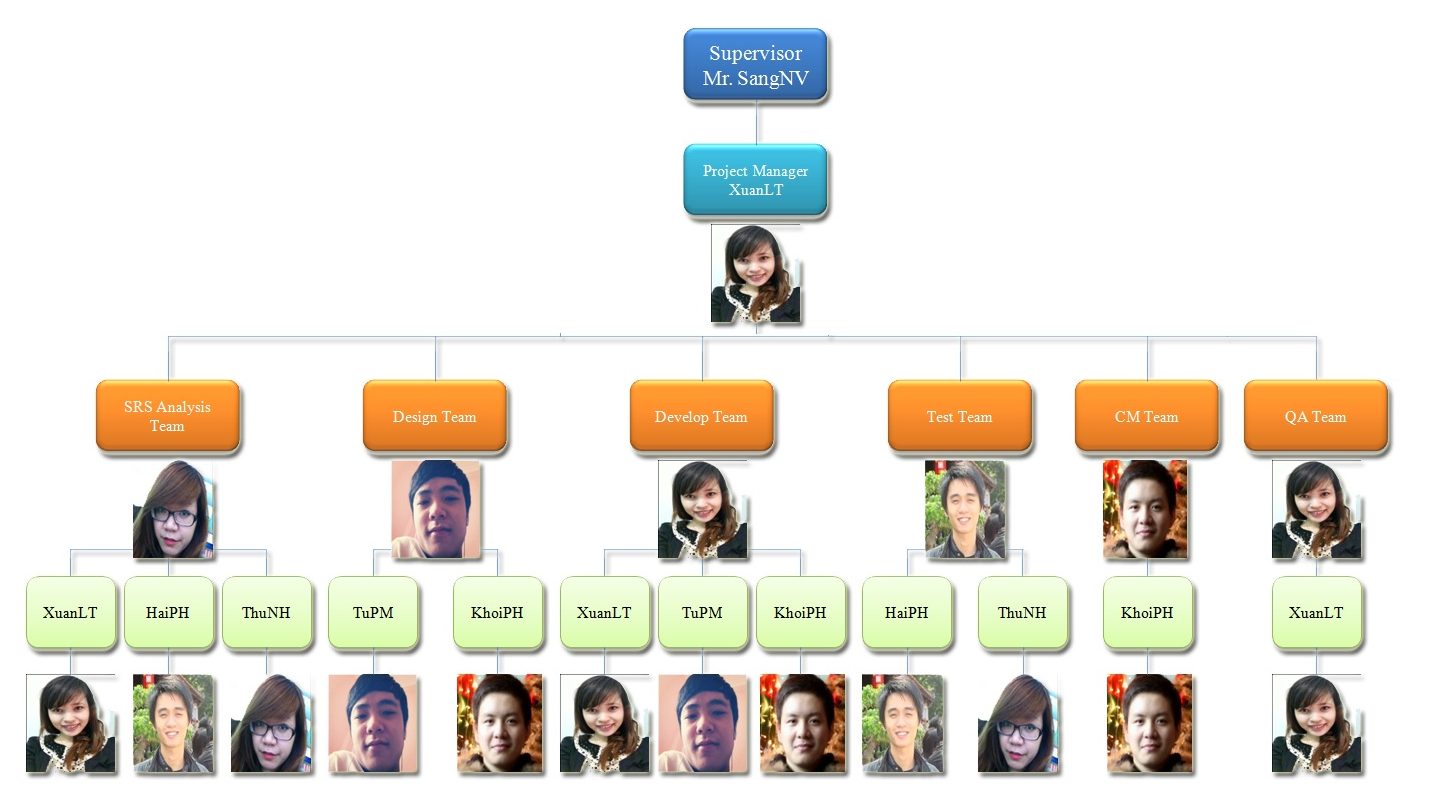 Supervisor
Mr. SangNV
Project Manager
XuanLT
SRS Analysis
Team
Design Team
Develop Team
Test Team
CM Team
QA Team
XuanLT
HaiPH
ThuNH
TuPM
KhoiPH
XuanLT
TuPM
KhoiPH
HaiPH
ThuNH
KhoiPH
XuanLT